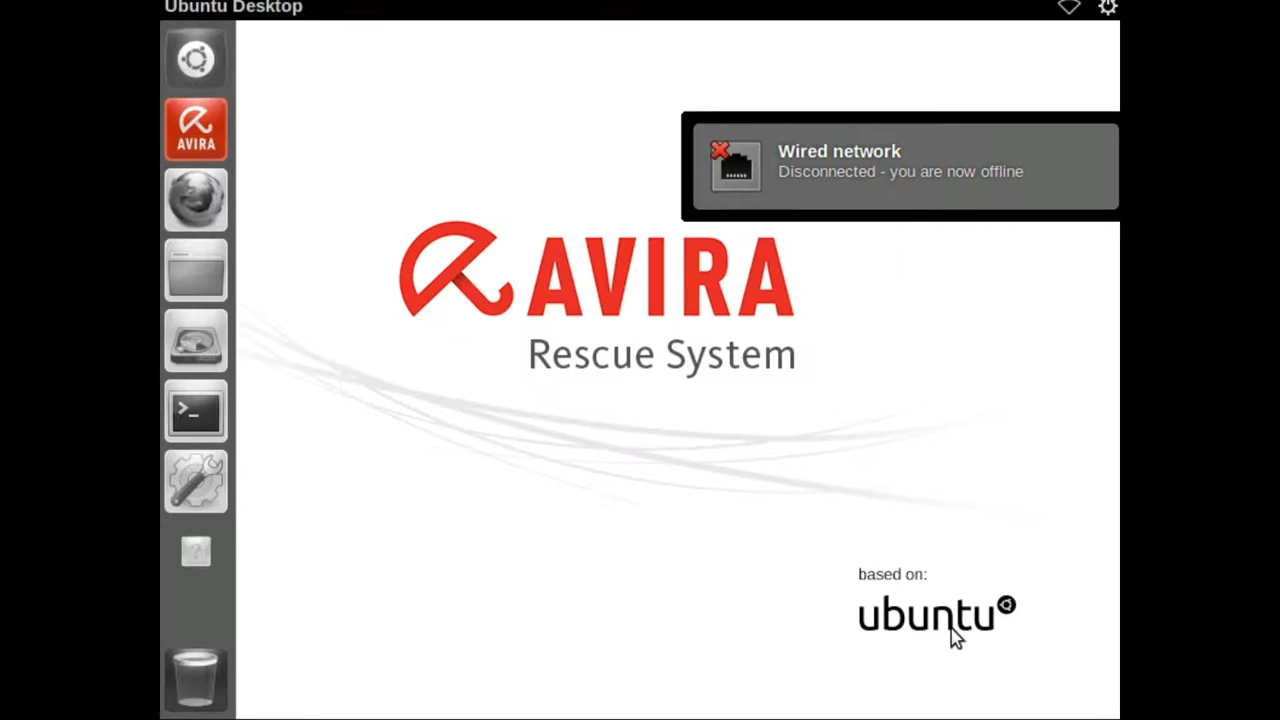 Ubuntu Desktop
AVIRA
Wired network
Disconnected - you are now offline
AVIRA
Rescue System
based on:
ubuntu